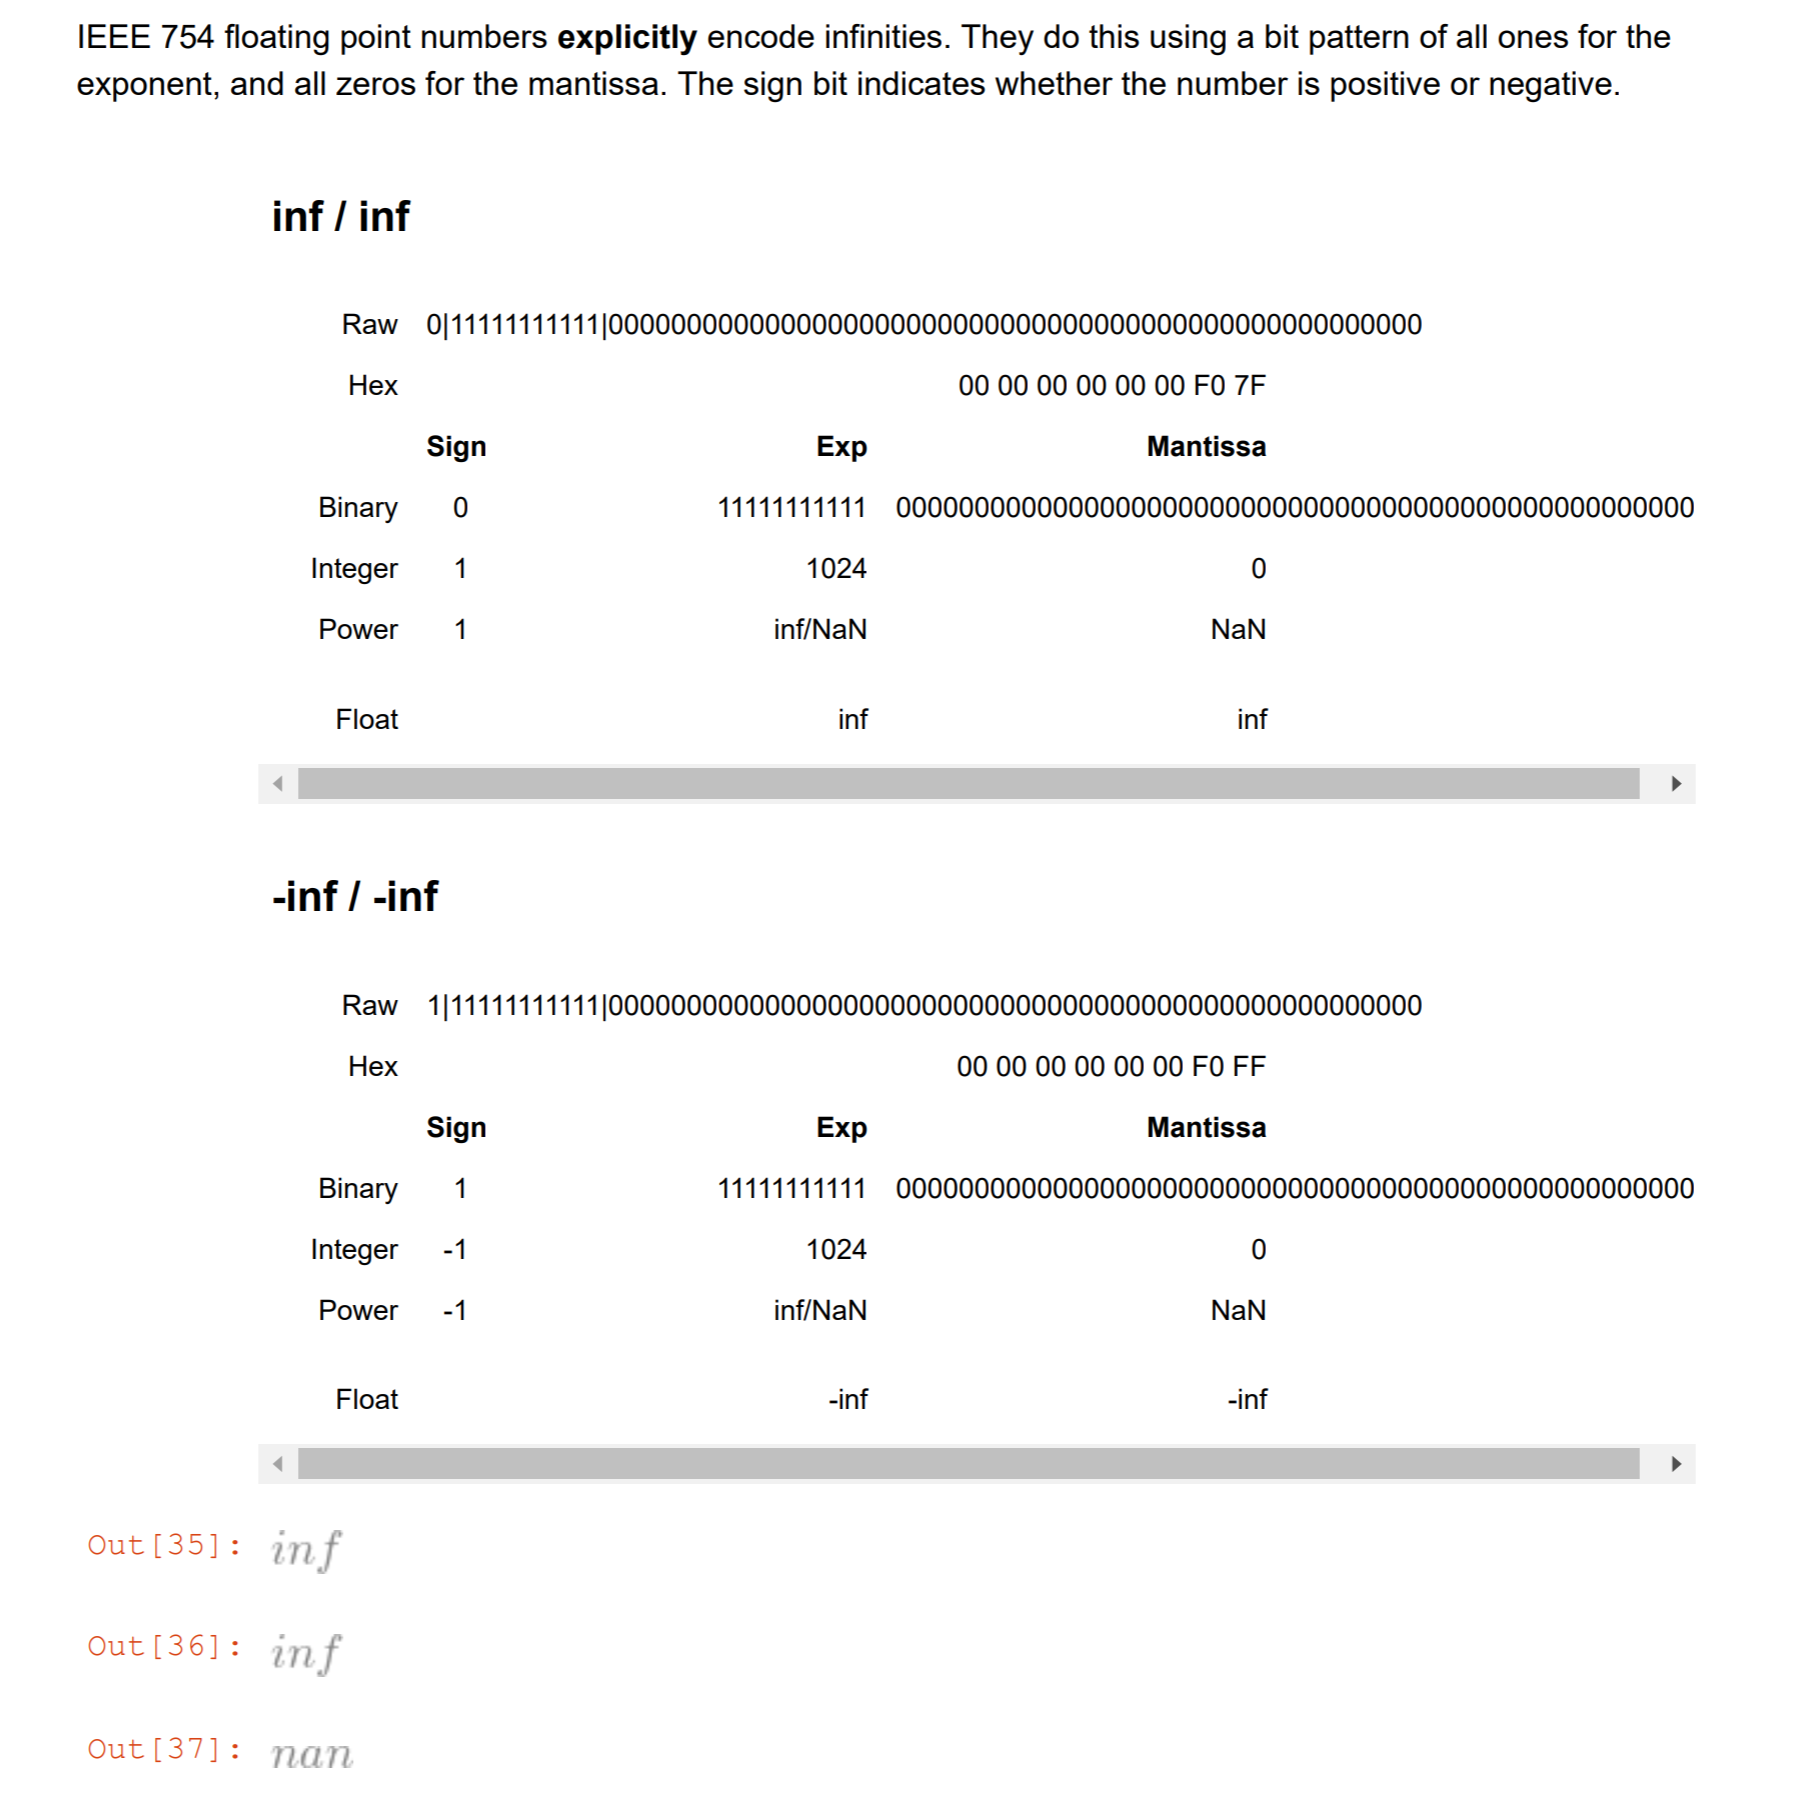 IEEE 754 floating point numbers explicitly encode infinities. They do this using a bit pattern of all ones for the
exponent, and all zeros for the mantissa. The sign bit indicates whether the number is positive or negative.
inf / inf
Raw 0|11111111111|0000000000000000000000000000000000000000000000000000
Hex 00 00 00 00 00 00 F0 7F
Sign Exp Mantissa
Binary 0 11111111111 000000000000000000000000000000000000000000000000000
Integer 1 1024 0
Power 1 inf/NaN NaN
Float inf inf
-inf / -inf
Raw 1|11111111111|0000000000000000000000000000000000000000000000000000
Hex 00 00 00 00 00 00 F0 FF
Sign Exp Mantissa
Binary 1 11111111111 000000000000000000000000000000000000000000000000000
Integer -1 1024 0
Power -1 inf/NaN NaN
Float -inf -inf
Out[35]: inf
Out[36]: inf
Out[37]: nan